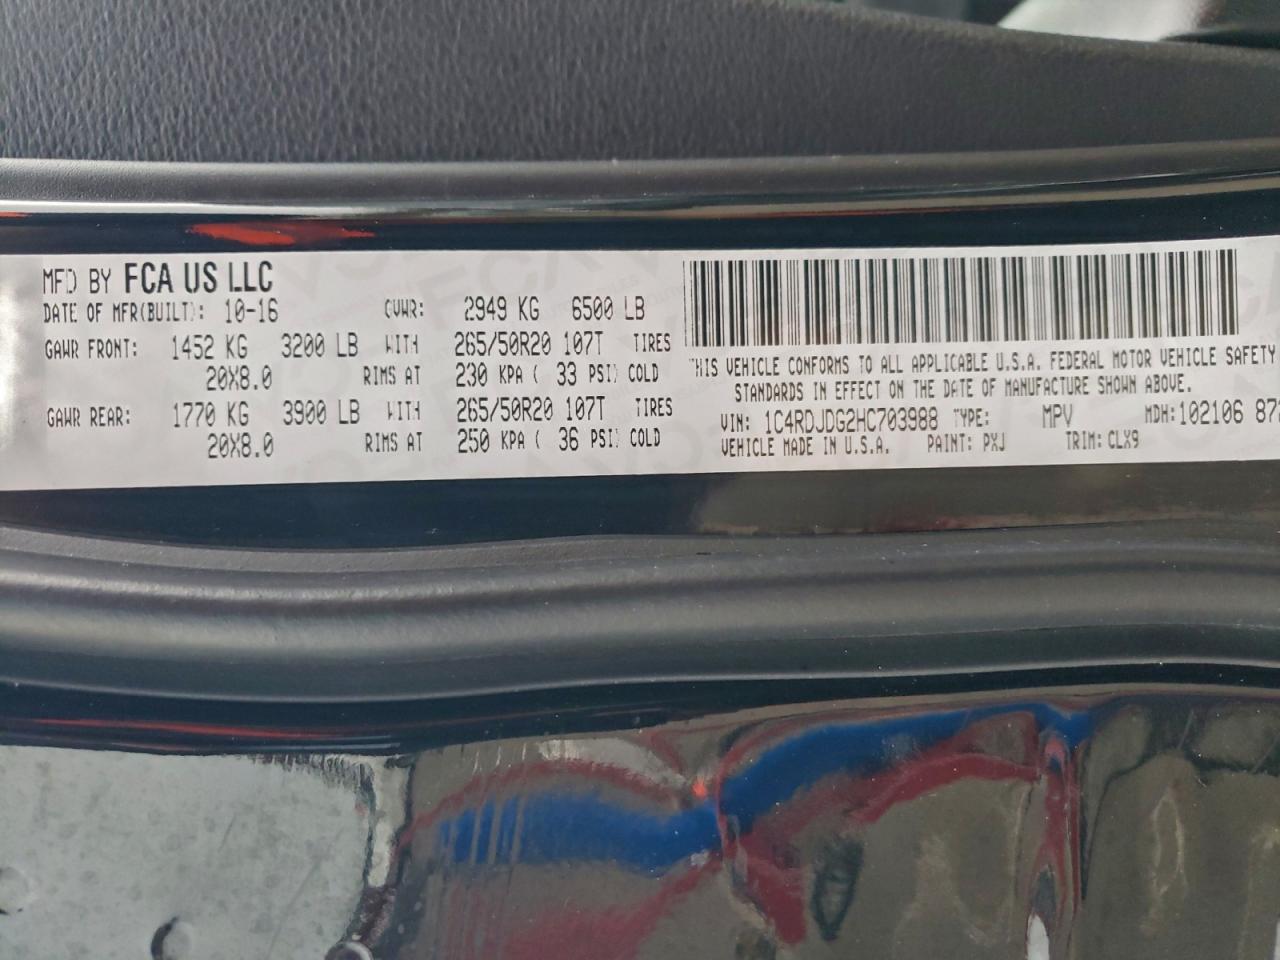 MFD BY FCA US LLC
DATE OF MFR(BUILT): 10-16 GVWR: 2949 KG 6500 LB
GAWR FRONT: 1452 KG 3200 LB WITH 265/50R20 107T TIRES
20X8.0 RIMS AT 230 KPA ( 33 PSI) COLD
GAWR REAR: 1770 KG 3900 LB WITH 265/50R20 107T TIRES
20X8.0 RIMS AT 250 KPA ( 36 PSI) COLD
THIS VEHICLE CONFORMS TO ALL APPLICABLE U.S.A. FEDERAL MOTOR VEHICLE SAFETY
STANDARDS IN EFFECT ON THE DATE OF MANUFACTURE SHOWN ABOVE.
VIN: 1C4RDJDG2HC703988 TYPE: MPV MDH:102106
VEHICLE MADE IN U.S.A. PAINT: PXJ TRIM: CLX9